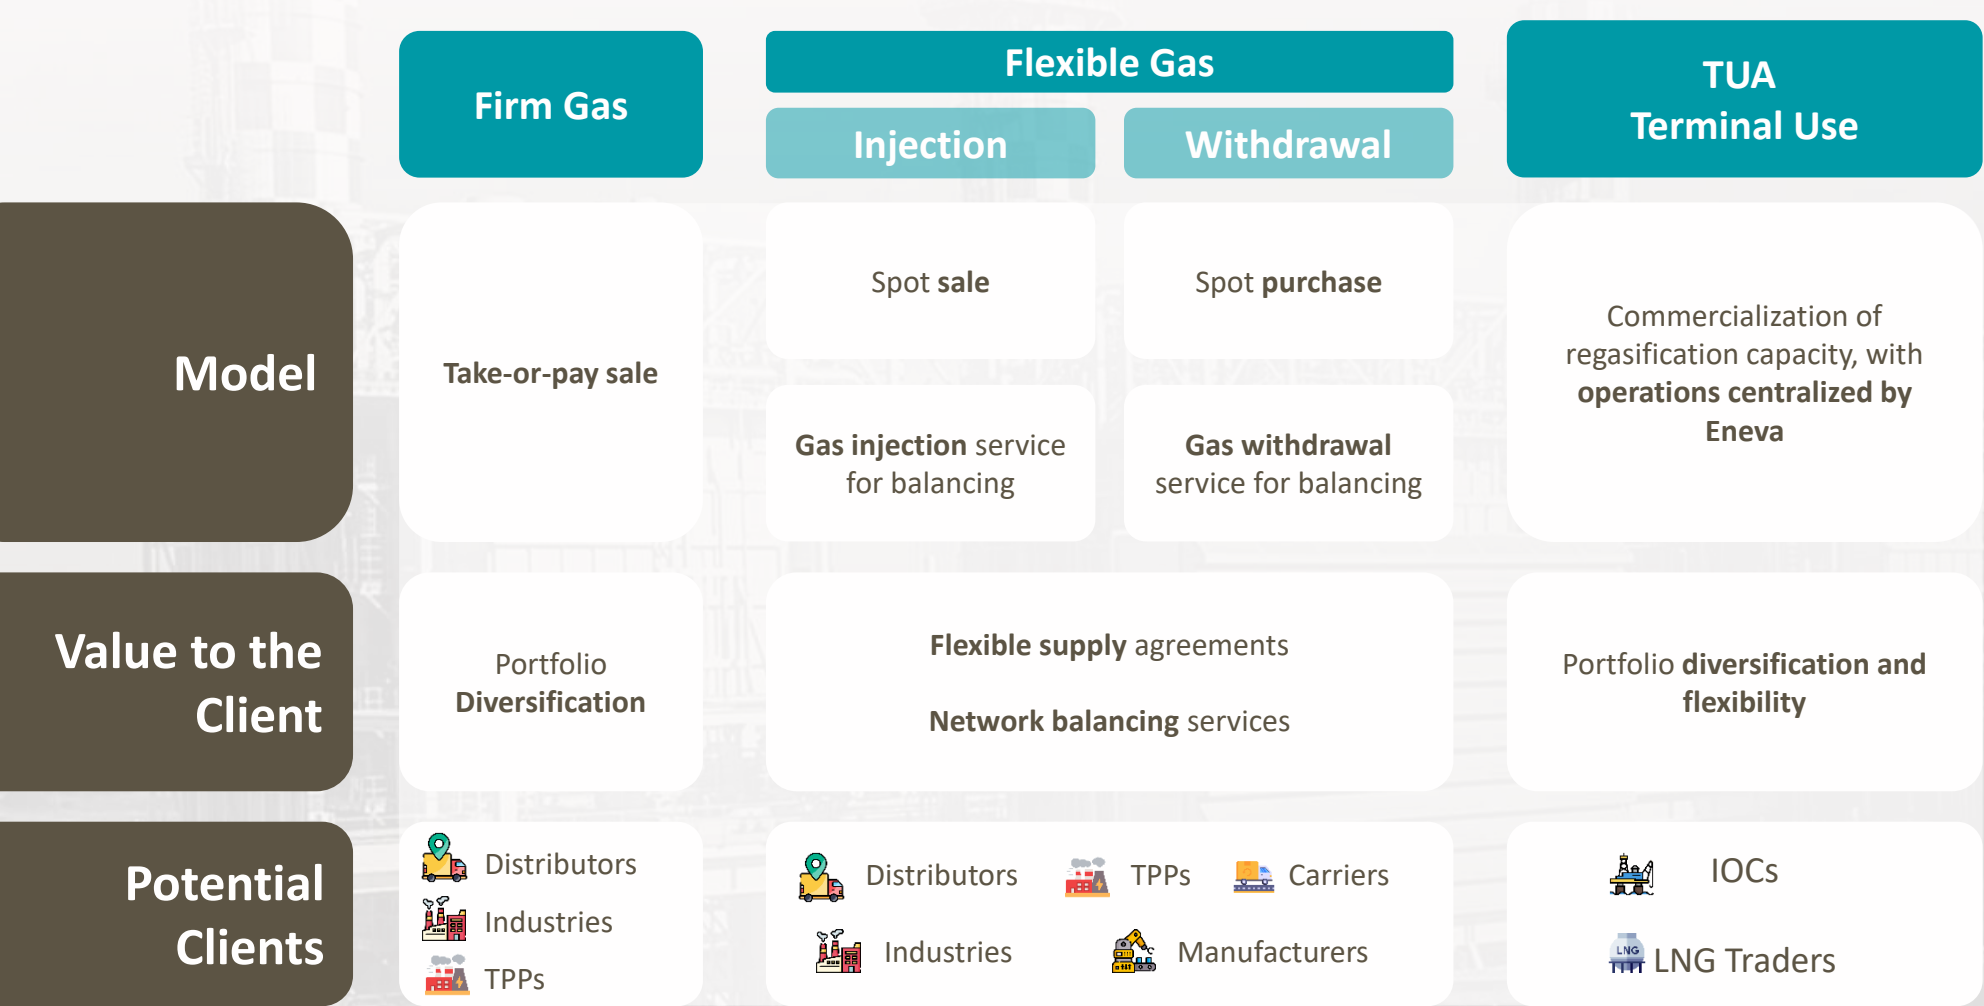 Firm Gas
Flexible Gas
Injection
Withdrawal
TUA
Terminal Use
Model
Take-or-pay sale
Spot sale
Spot purchase
Gas injection service
for balancing
Gas withdrawal
service for balancing
Commercialization of
regasification capacity, with
operations centralized by
Eneva
Value to the
Client
Portfolio
Diversification
Flexible supply agreements
Network balancing services
Portfolio diversification and
flexibility
Potential
Clients
Distributors
Industries
TPPs
Distributors
TPPs
Carriers
Industries
Manufacturers
IOCs
LNG
LNG Traders